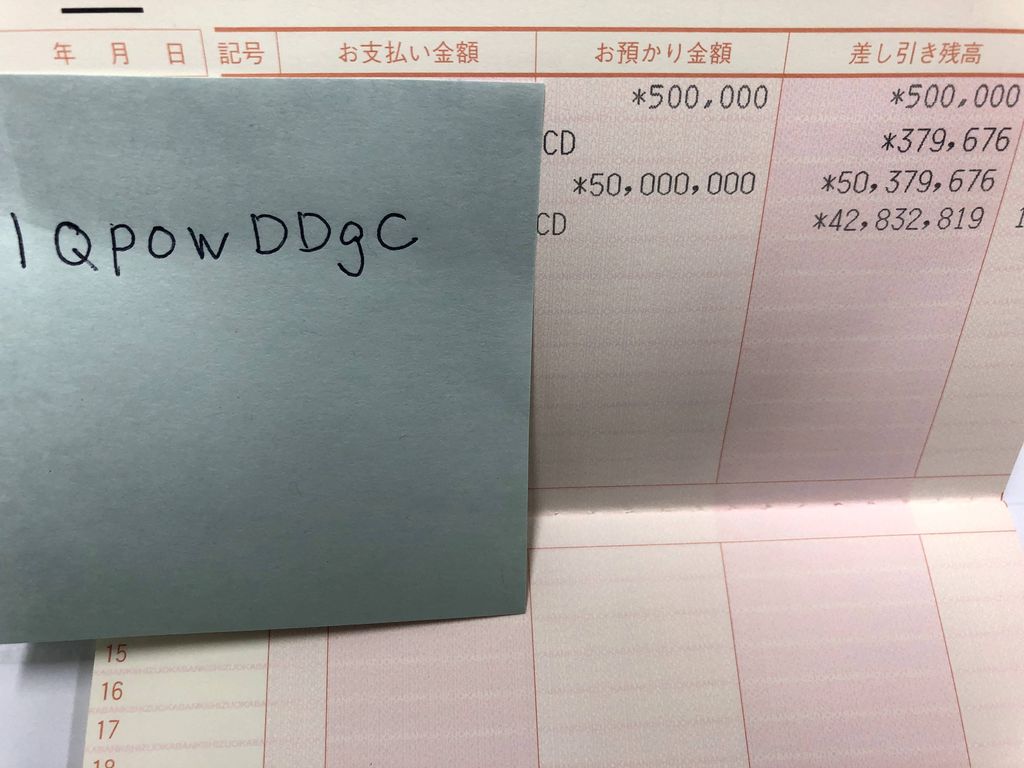 年 月 日 記号 お支払い金額 お預かり金額 差し引き残高
*500,000 *500,000
CD *379,676
*50,000,000 *50,379,676
CD *42,832,819 1
1QpowDDgC
15
16
17
18